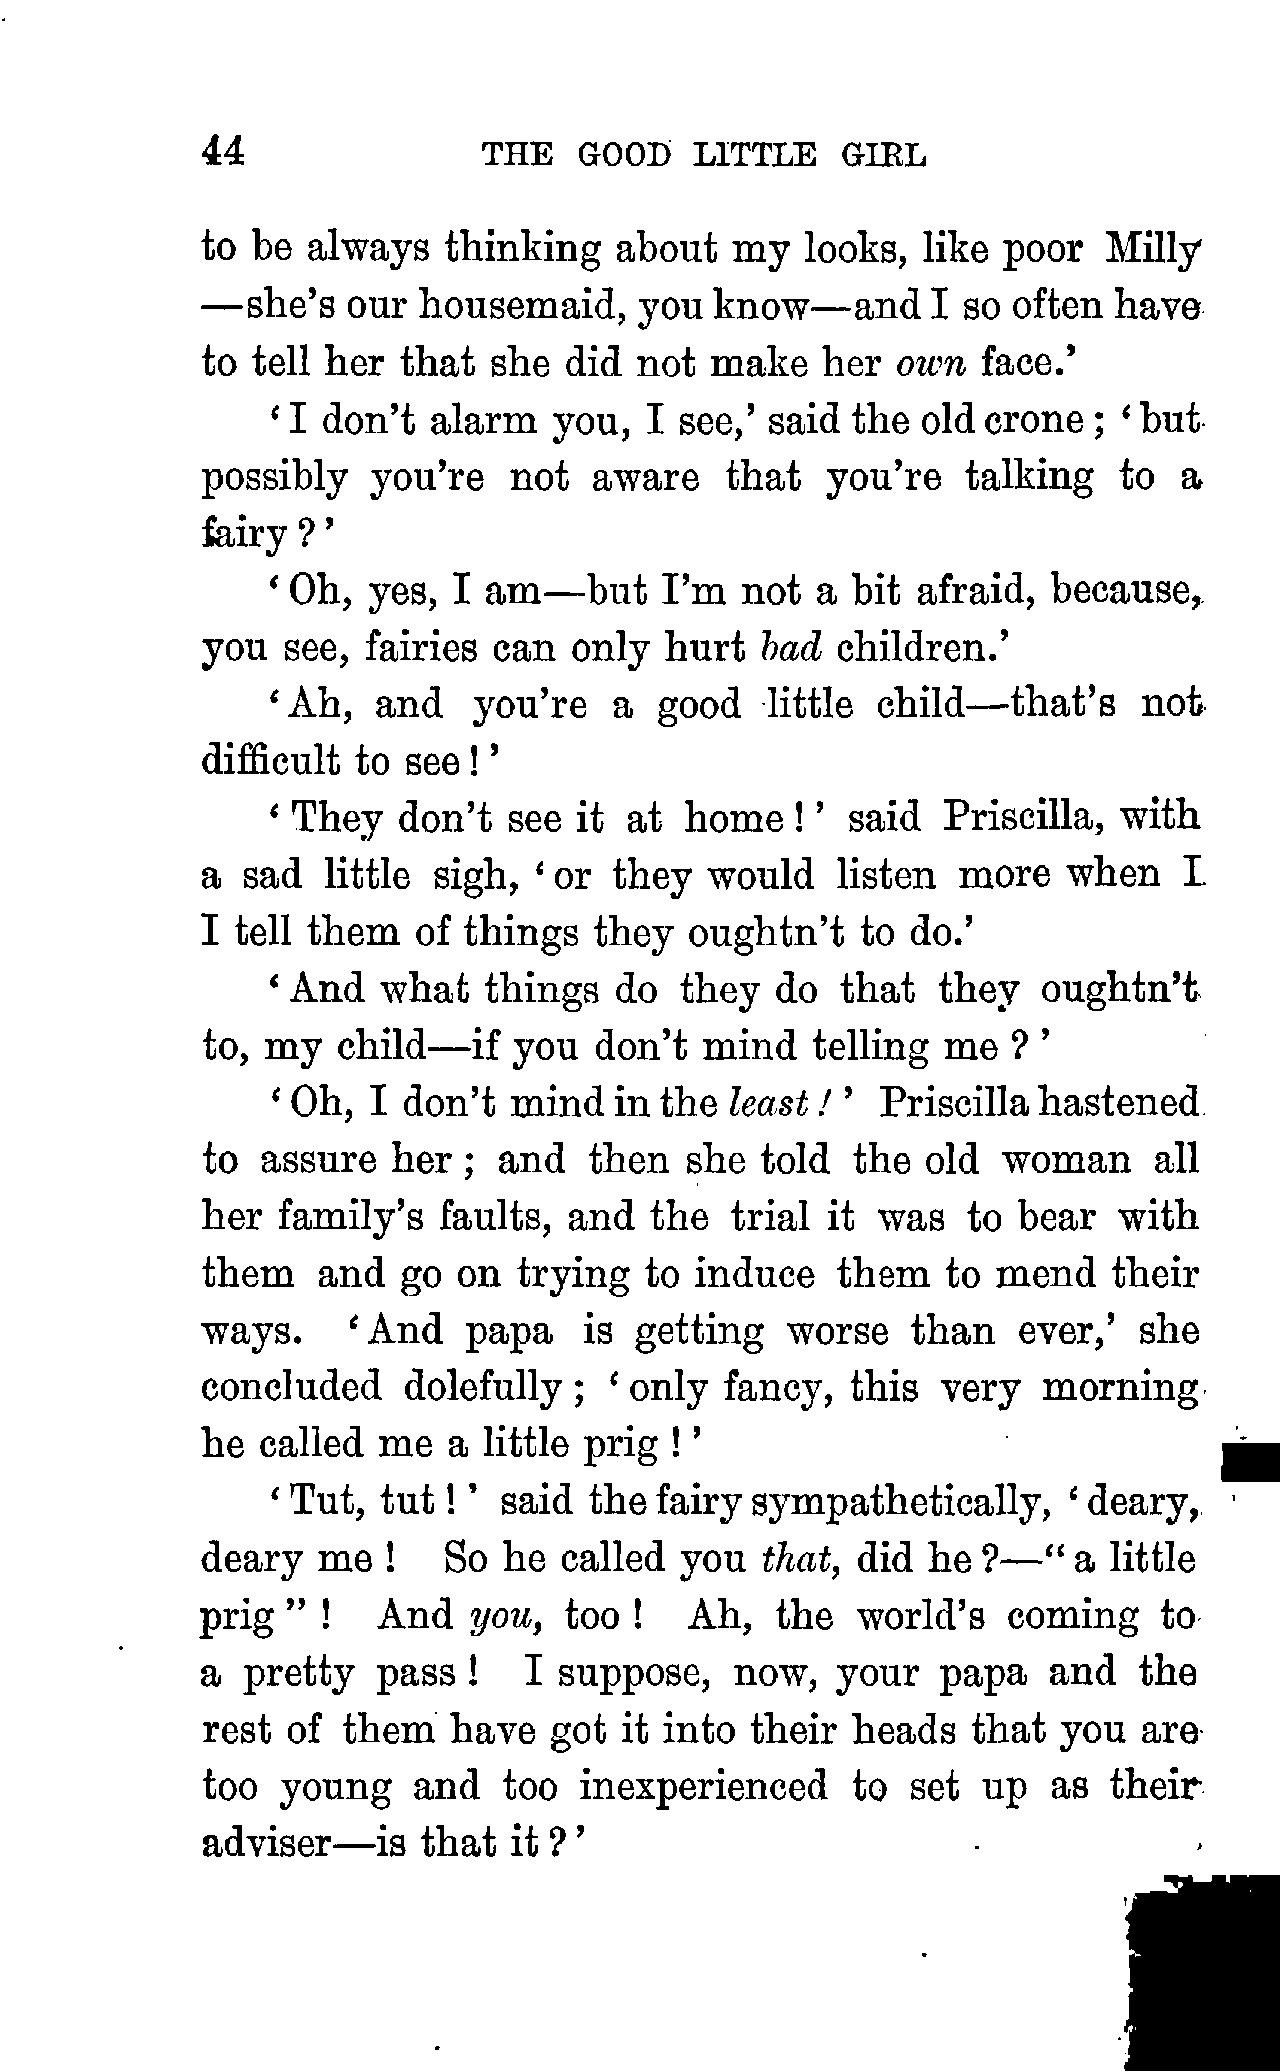 44 THE GOOD LITTLE GIRL
to be always thinking about my looks, like poor Milly
—she's our housemaid, you know—and I so often have
to tell her that she did not make her own face.'
'I don't alarm you, I see,' said the old crone; 'but
possibly you're not aware that you're talking to a
fairy?'
'Oh, yes, I am—but I'm not a bit afraid, because,
you see, fairies can only hurt bad children.'
'Ah, and you're a good little child—that's not
difficult to see!'
'They don't see it at home!' said Priscilla, with
a sad little sigh, 'or they would listen more when I
I tell them of things they oughtn't to do.'
'And what things do they do that they oughtn't
to, my child—if you don't mind telling me?'
'Oh, I don't mind in the least!' Priscilla hastened
to assure her; and then she told the old woman all
her family's faults, and the trial it was to bear with
them and go on trying to induce them to mend their
ways. 'And papa is getting worse than ever,' she
concluded dolefully; 'only fancy, this very morning
he called me a little prig!'
'Tut, tut!' said the fairy sympathetically, 'deary,
deary me! So he called you that, did he?—"a little
prig"! And you, too! Ah, the world's coming to
a pretty pass! I suppose, now, your papa and the
rest of them have got it into their heads that you are
too young and too inexperienced to set up as their
adviser—is that it?'